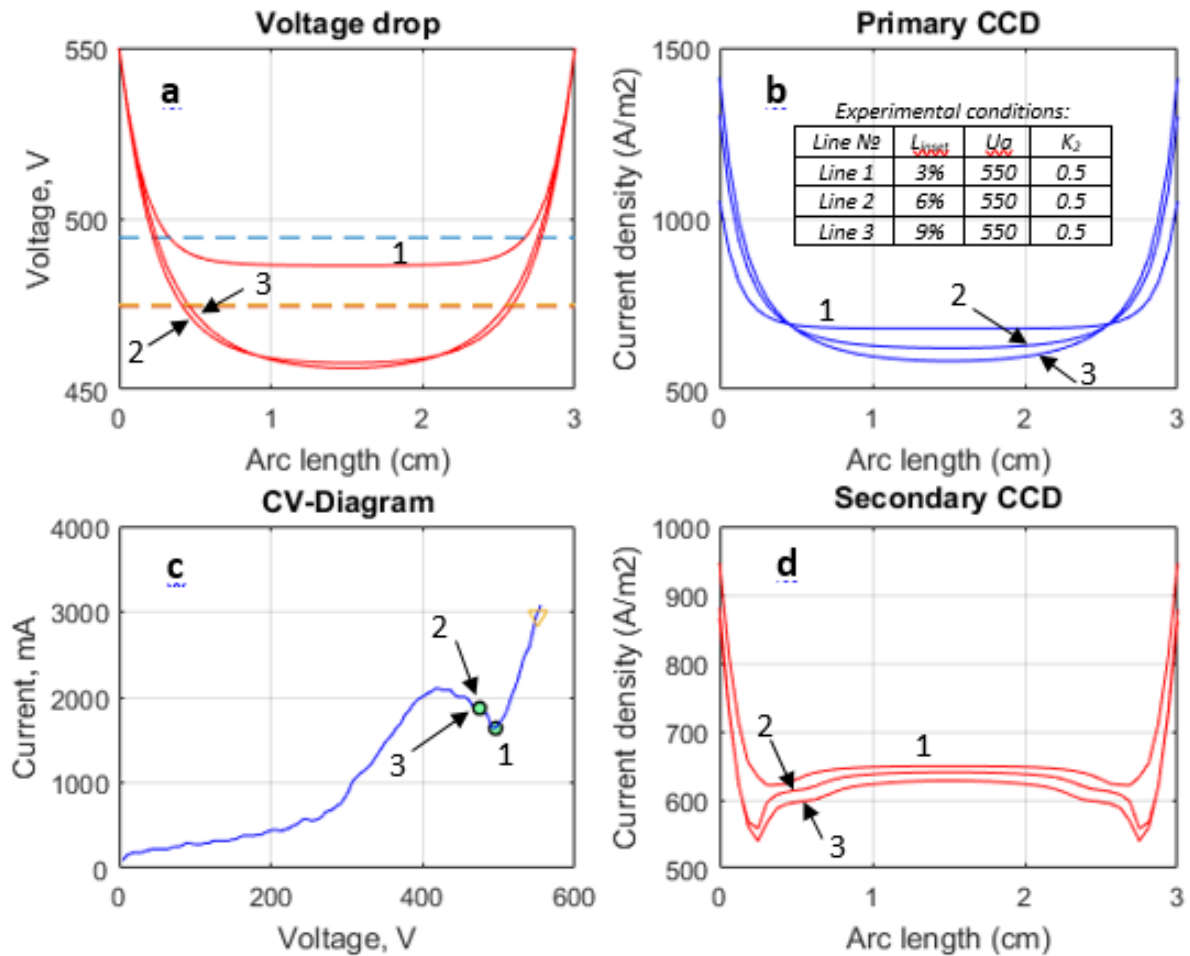 Voltage drop
a
550
500
450
Voltage, V
1
3
2
0 1 2 3
Arc length (cm)
Primary CCD
b
1500
1000
500
Current density (A/m2)
Experimental conditions:
Line № Linset Ua K2
Line 1 3% 550 0.5
Line 2 6% 550 0.5
Line 3 9% 550 0.5
1
2
3
0 1 2 3
Arc length (cm)
CV-Diagram
c
4000
3000
2000
1000
0
Current, mA
2
3
1
0 200 400 600
Voltage, V
Secondary CCD
d
1000
900
800
700
600
500
Current density (A/m2)
2
1
3
0 1 2 3
Arc length (cm)